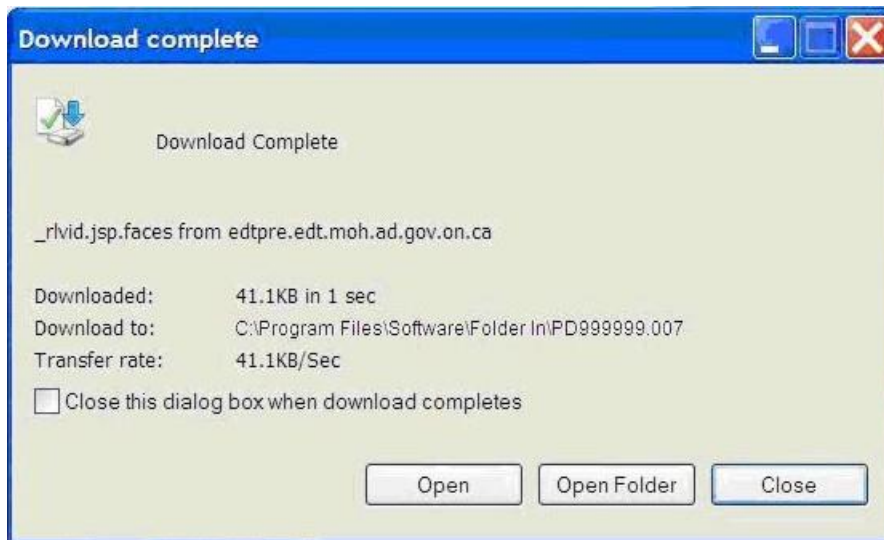 Download complete
Download Complete
_rlvid.jsp.faces from edtpre.edt.moh.ad.gov.on.ca
Downloaded: 41.1KB in 1 sec
Download to: C:\Program Files\Software\Folder In\PD999999.007
Transfer rate: 41.1KB/Sec
Close this dialog box when download completes
Open Open Folder Close